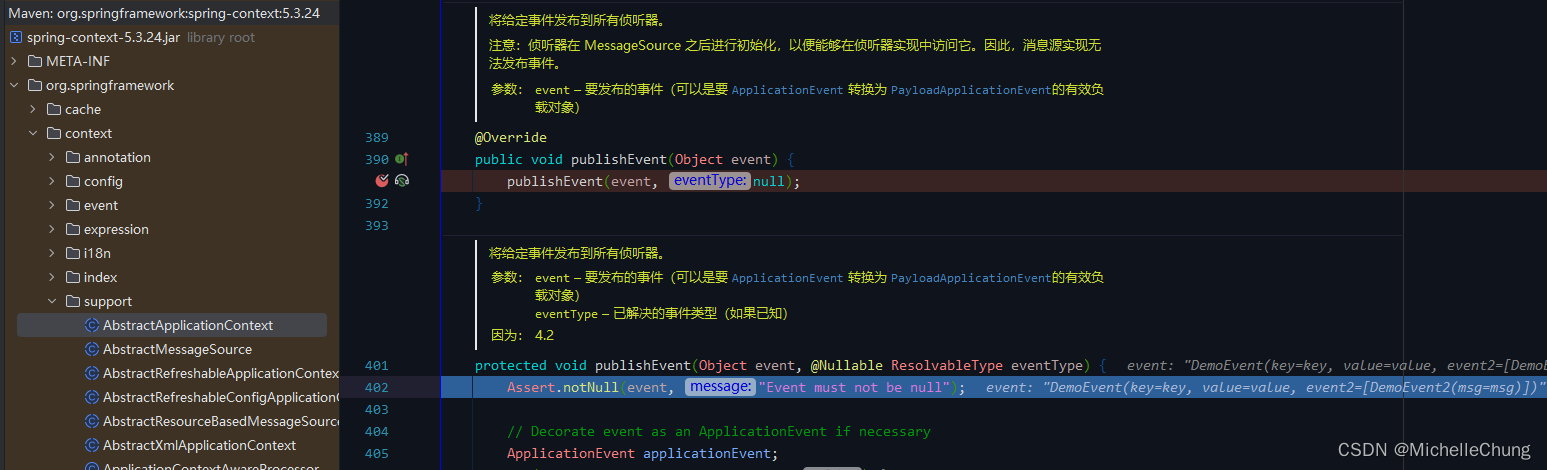 Maven: org.springframework:spring-context:5.3.24
spring-context-5.3.24.jar library root
META-INF
org.springframework
cache
context
annotation
config
event
expression
i18n
index
support
AbstractApplicationContext
AbstractMessageSource
AbstractRefreshableApplicationContex
AbstractRefreshableConfigApplication
AbstractResourceBasedMessageSource
AbstractXmlApplicationContext
ApplicationContextAwareProcessor
将给定事件发布到所有侦听器。
注意：侦听器在 MessageSource 之后进行初始化，以便能够在侦听器实现中访问它。因此，消息源实现无
法发布事件。
参数： event – 要发布的事件（可以是要 ApplicationEvent 转换为 PayloadApplicationEvent的有效负
载对象）
389 @Override
390 public void publishEvent(Object event) {
publishEvent(event, eventType: null);
392 }
393
将给定事件发布到所有侦听器。
参数： event – 要发布的事件（可以是要 ApplicationEvent 转换为 PayloadApplicationEvent的有效负
载对象）
eventType – 已解决的事件类型（如果已知）
因为： 4.2
401 protected void publishEvent(Object event, @Nullable ResolvableType eventType) { event: "DemoEvent(key=key, value=value, event2=[DemoE
402 Assert.notNull(event, message: "Event must not be null"); event: "DemoEvent(key=key, value=value, event2=[DemoEvent2(msg=msg)])"
403
404 // Decorate event as an ApplicationEvent if necessary
405 ApplicationEvent applicationEvent;
CSDN @MichelleChung